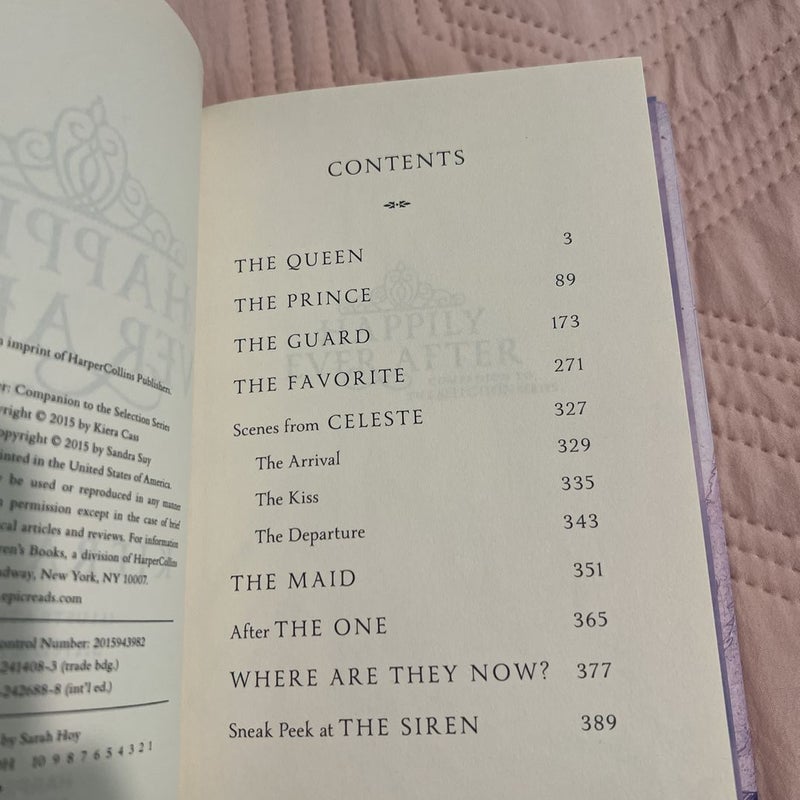 imprint of HarperCollins Publishers.
Companion to the Selection Series
© 2015 by Kiera Cass
© 2015 by Sandra Suy
in the United States of America.
be used or reproduced in any manner
permission except in the case of brief
articles and reviews. For information
Books, a division of HarperCollins
New York, NY 10007.
epicreads.com
Control Number: 2015943982
241408-3 (trade bdg.)
242688-8 (int'l ed.)
by Sarah Hoy
10 9 8 7 6 5 4 3 2 1
CONTENTS
THE QUEEN 3
THE PRINCE 89
THE GUARD 173
THE FAVORITE 271
Scenes from CELESTE 327
The Arrival 329
The Kiss 335
The Departure 343
THE MAID 351
After THE ONE 365
WHERE ARE THEY NOW? 377
Sneak Peek at THE SIREN 389